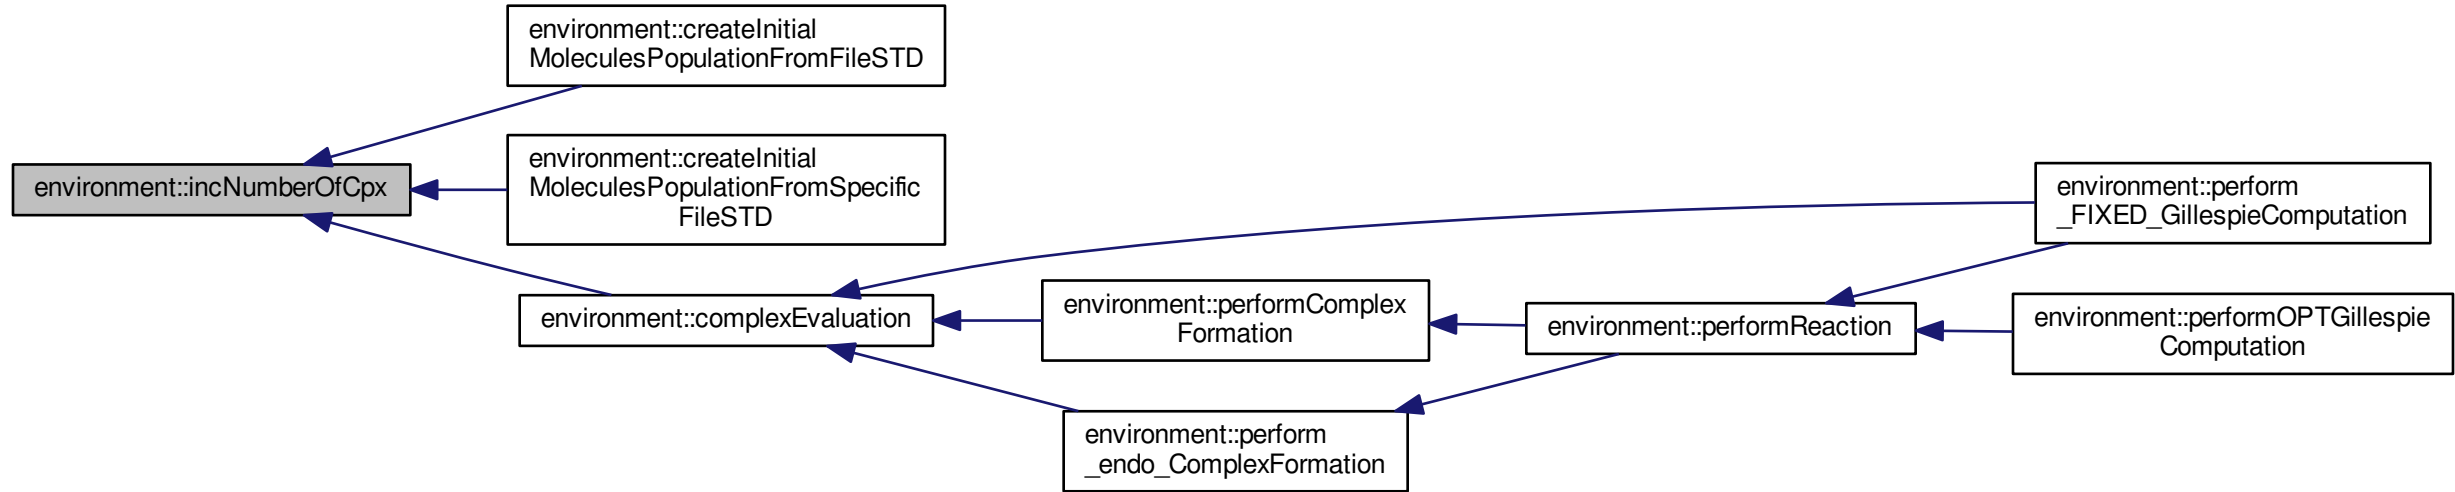 environment::incNumberOfCpx
environment::createInitial
MoleculesPopulationFromFileSTD
environment::createInitial
MoleculesPopulationFromSpecific
FileSTD
environment::complexEvaluation
environment::performComplex
Formation
environment::perform
_endo_ComplexFormation
environment::performReaction
environment::perform
_FIXED_GillespieComputation
environment::performOPTGillespie
Computation